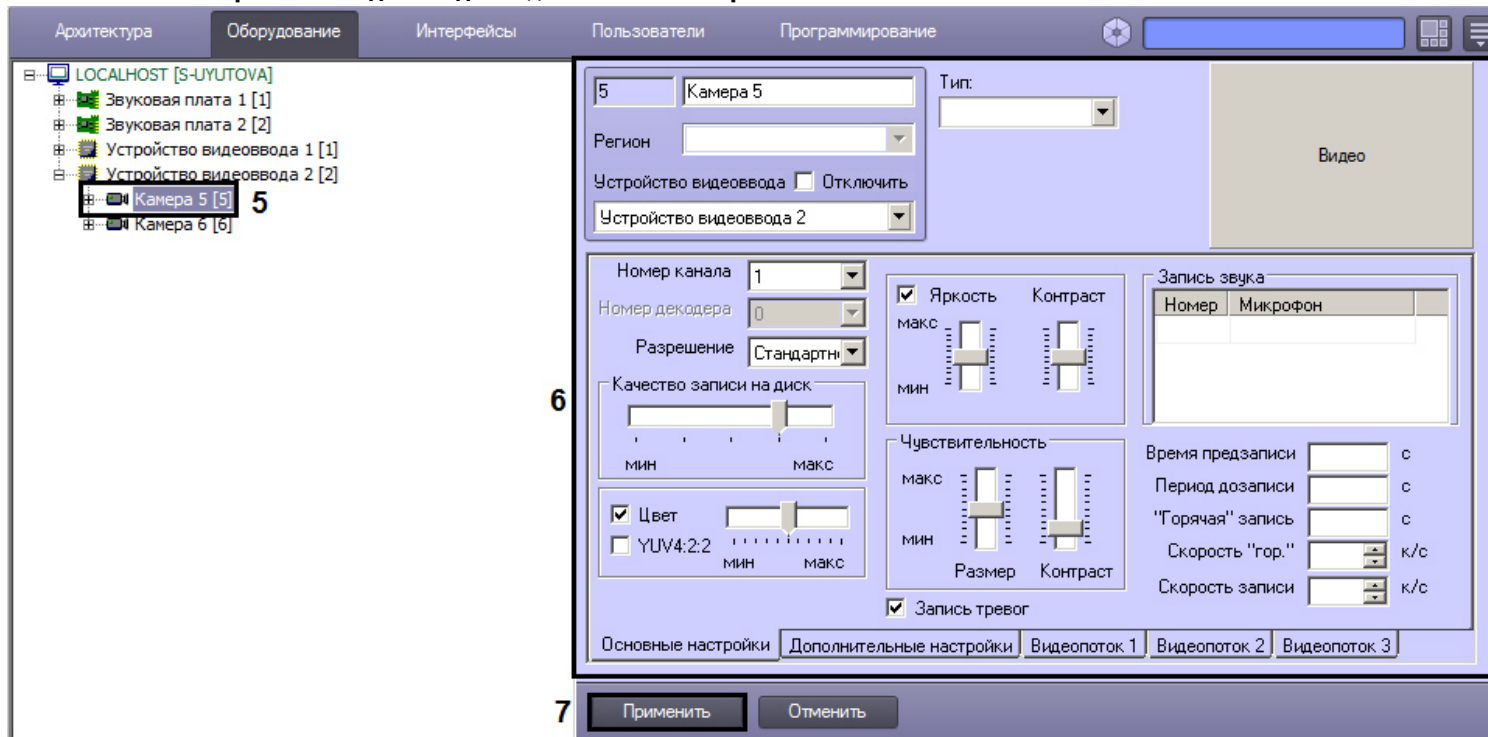 Архитектура Оборудование Интерфейсы Пользователи Программирование
LOCALHOST [S-UYUTOVA]
Звуковая плата 1 [1]
Звуковая плата 2 [2]
Устройство видеоввода 1 [1]
Устройство видеоввода 2 [2]
Камера 5 [5] 5
Камера 6 [6]
5 Камера 5
Тип:
Регион
Устройство видеоввода Отключить
Устройство видеоввода 2
Видео
6
Номер канала 1
Номер декодера 0
Разрешение Стандартн
Качество записи на диск
мин макс
Цвет
YUV4:2:2
мин макс
Яркость Контраст
макс
мин
Чувствительность
макс
мин
Размер Контраст
Запись тревог
Запись звука
Номер Микрофон
Время предзаписи с
Период дозаписи с
"Горячая" запись с
Скорость "гор." к/с
Скорость записи к/с
Основные настройки Дополнительные настройки Видеопоток 1 Видеопоток 2 Видеопоток 3
7 Применить Отменить